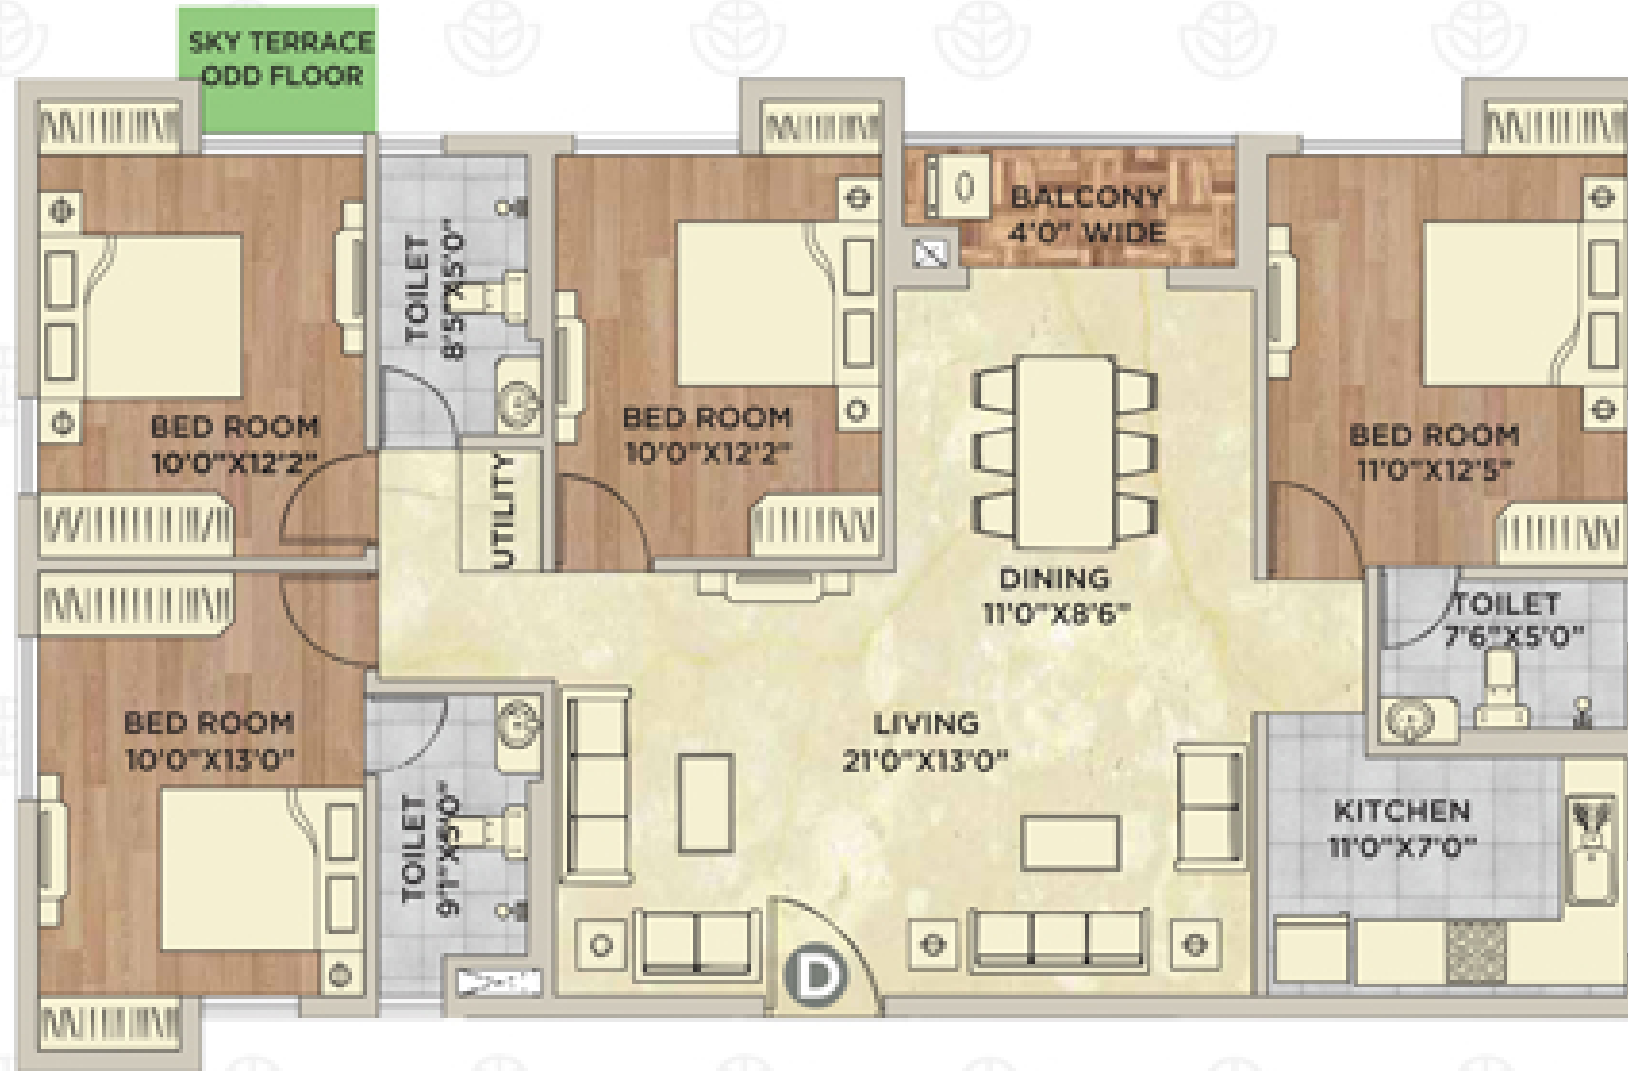 SKY TERRACE
ODD FLOOR
TOILET
8'5"X5'0"
BALCONY
4'0" WIDE
BED ROOM
10'0"X12'2"
BED ROOM
10'0"X12'2"
BED ROOM
11'0"X12'5"
UTILITY
DINING
11'0"X8'6"
TOILET
7'6"X5'0"
BED ROOM
10'0"X13'0"
LIVING
21'0"X13'0"
TOILET
9'1"X5'0"
KITCHEN
11'0"X7'0"
D